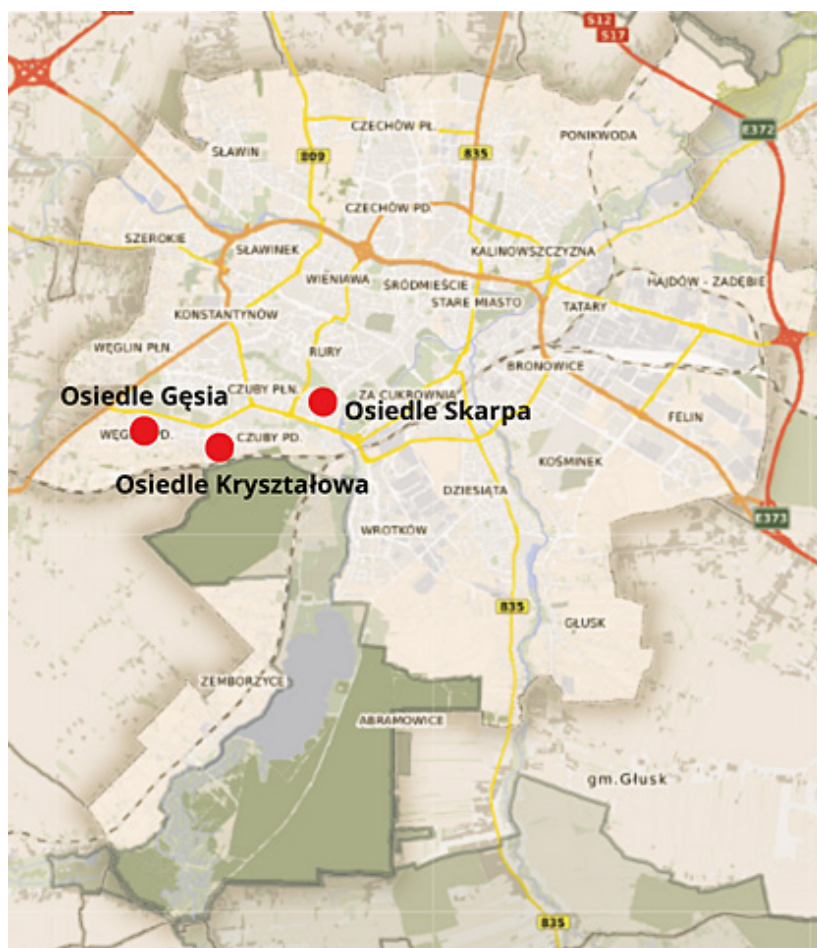 S12
S17
CZECHÓW PŁ.
PONIKWODA
E372
SŁAWIN
809
835
CZECHÓW PD.
SZEROKIE
SŁAWINEK
KALINOWSZCZYZNA
WIENIAWA
ŚRÓDMIEŚCIE
HAJDÓW - ZADĘBIE
STARE MIASTO
TATARY
KONSTANTYNÓW
WĘGLIN PŁN.
RURY
BRONOWICE
Osiedle Gęsia
CZUBY PŁN.
ZA CUKROWNIĄ
Osiedle Skarpa
FELIN
WĘG PD.
CZUBY PD.
KOŚMINEK
Osiedle Kryształowa
DZIESIĄTA
E373
WROTKÓW
835
GŁUSK
ZEMBORZYCE
ABRAMOWICE
gm.Głusk
835